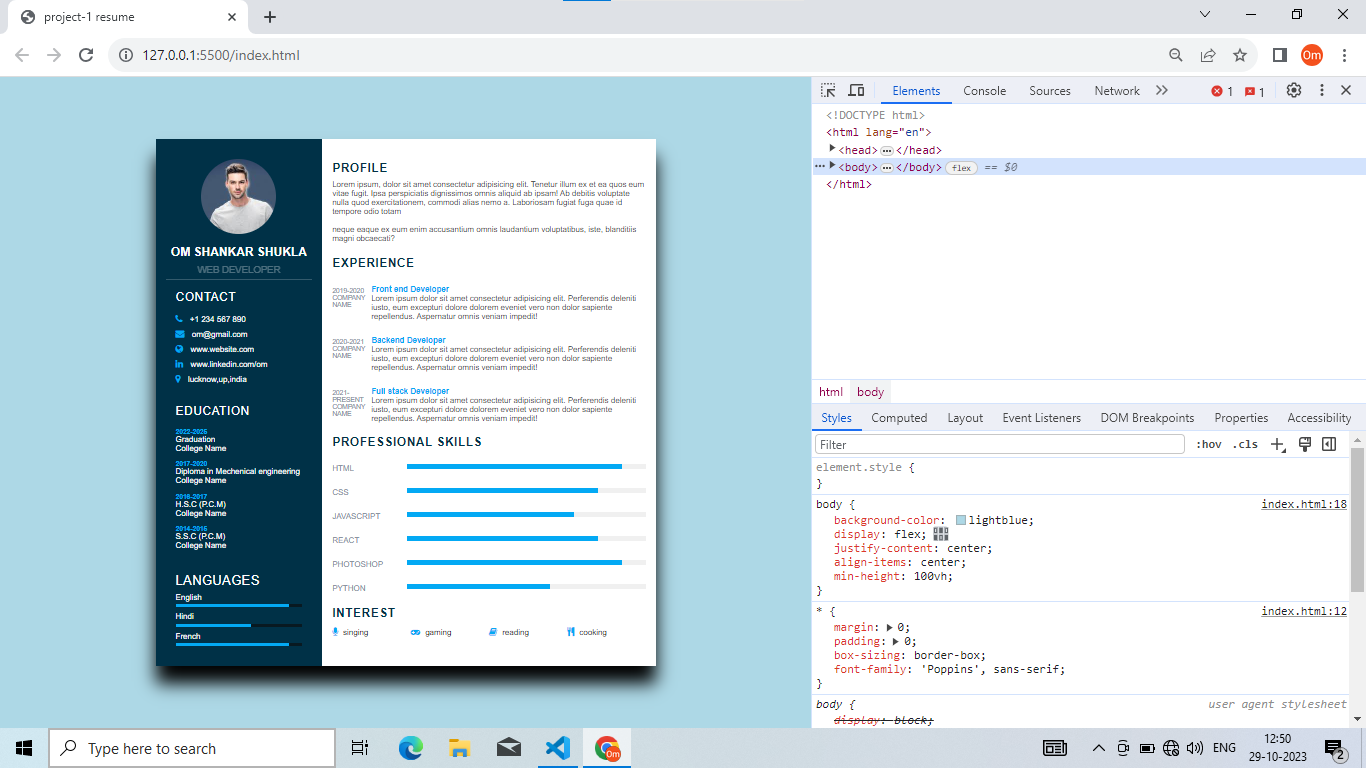 project-1 resume
127.0.0.1:5500/index.html
Om
OM SHANKAR SHUKLA
WEB DEVELOPER
CONTACT
+1 234 567 890
om@gmail.com
www.website.com
www.linkedin.com/om
lucknow,up,india
EDUCATION
2022-2026
Graduation
College Name
2017-2020
Diploma in Mechenical engineering
College Name
2016-2017
H.S.C (P.C.M)
College Name
2014-2015
S.S.C (P.C.M)
College Name
LANGUAGES
English
Hindi
French
PROFILE
Lorem ipsum, dolor sit amet consectetur adipisicing elit. Tenetur illum ex et ea quos eum
vitae fugit. Ipsa perspiciatis dignissimos omnis aliquid ab ipsam! Ab debitis voluptate
nulla quod exercitationem, commodi alias nemo a. Laboriosam fugiat fuga quae id
tempore odio totam
neque eaque ex eum enim accusantium omnis laudantium voluptatibus, iste, blanditiis
magni obcaecati?
EXPERIENCE
2019-2020
COMPANY
NAME
Front end Developer
Lorem ipsum dolor sit amet consectetur adipisicing elit. Perferendis deleniti
iusto, eum excepturi dolore dolorem eveniet vero non dolor sapiente
repellendus. Aspernatur omnis veniam impedit!
2020-2021
COMPANY
NAME
Backend Developer
Lorem ipsum dolor sit amet consectetur adipisicing elit. Perferendis deleniti
iusto, eum excepturi dolore dolorem eveniet vero non dolor sapiente
repellendus. Aspernatur omnis veniam impedit!
2021-
PRESENT
COMPANY
NAME
Full stack Developer
Lorem ipsum dolor sit amet consectetur adipisicing elit. Perferendis deleniti
iusto, eum excepturi dolore dolorem eveniet vero non dolor sapiente
repellendus. Aspernatur omnis veniam impedit!
PROFESSIONAL SKILLS
HTML
CSS
JAVASCRIPT
REACT
PHOTOSHOP
PYTHON
INTEREST
singing gaming reading cooking
Elements Console Sources Network 1 1
<!DOCTYPE html>
<html lang="en">
<head>…</head>
<body>…</body> flex == $0
</html>
html body
Styles Computed Layout Event Listeners DOM Breakpoints Properties Accessibility
Filter :hov .cls
element.style {
}
body { index.html:18
background-color: lightblue;
display: flex;
justify-content: center;
align-items: center;
min-height: 100vh;
}
* { index.html:12
margin: 0;
padding: 0;
box-sizing: border-box;
font-family: 'Poppins', sans-serif;
}
body { user agent stylesheet
display: block;
Type here to search
Om
ENG
12:50
29-10-2023
2